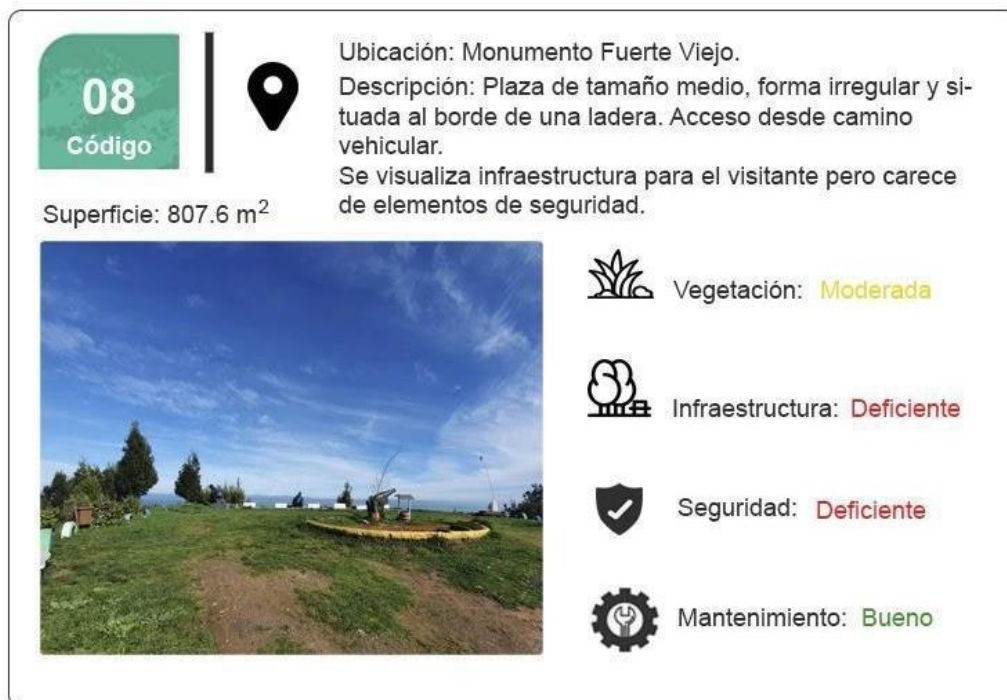 08
Código
Superficie: 807.6 m²
Ubicación: Monumento Fuerte Viejo.
Descripción: Plaza de tamaño medio, forma irregular y si-
tuada al borde de una ladera. Acceso desde camino
vehicular.
Se visualiza infraestructura para el visitante pero carece
de elementos de seguridad.
Vegetación: Moderada
Infraestructura: Deficiente
Seguridad: Deficiente
Mantenimiento: Bueno